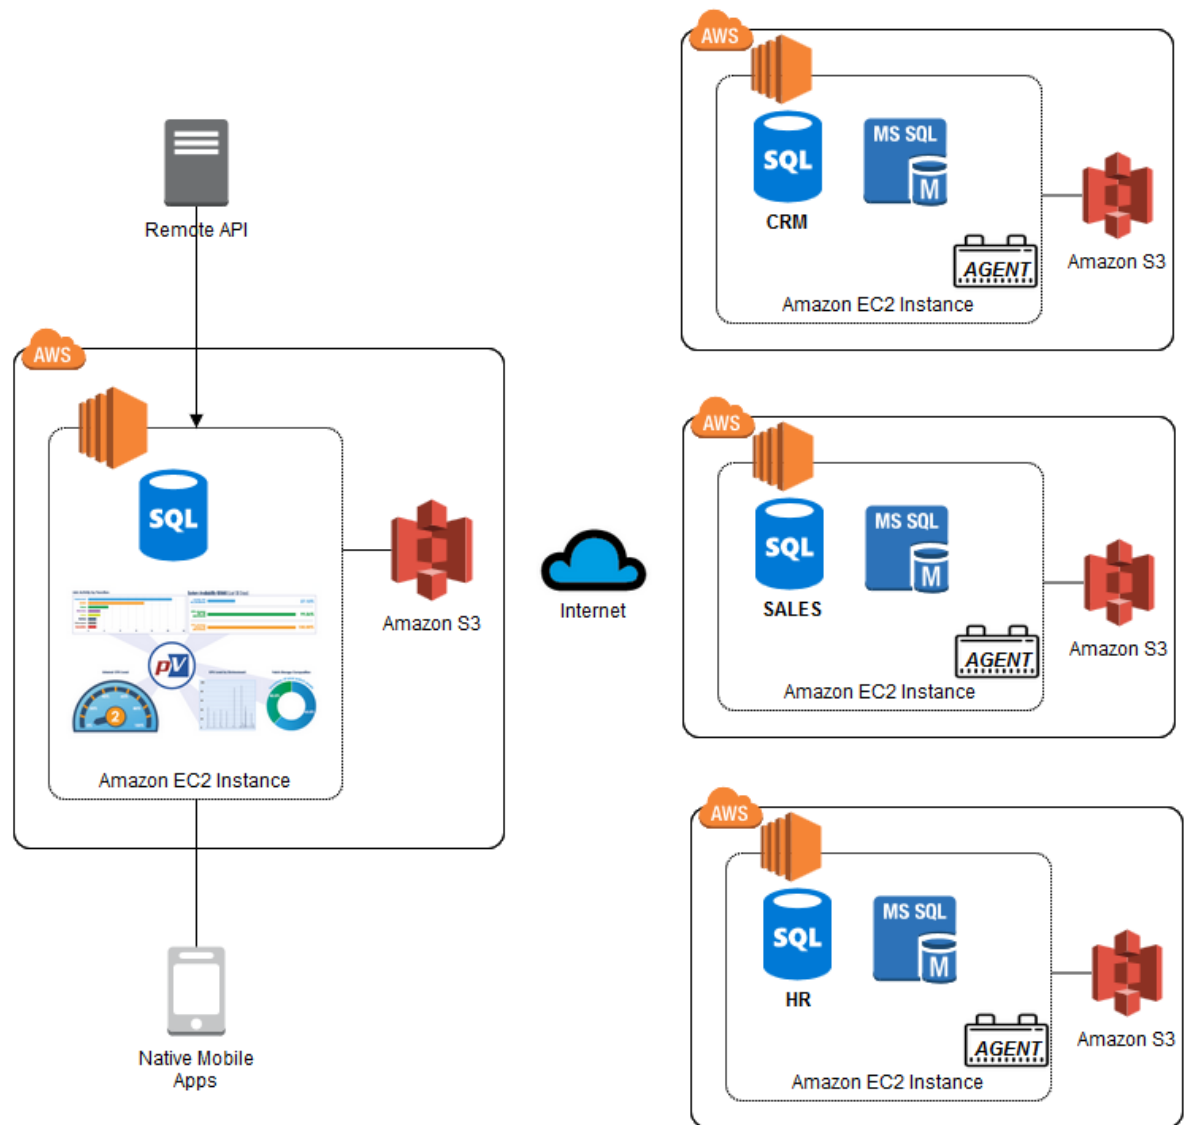 Remote API
AWS
SQL
pV
2
Amazon EC2 Instance
Amazon S3
Native Mobile
Apps
Internet
AWS
SQL
CRM
MS SQL
M
AGENT
Amazon EC2 Instance
Amazon S3
AWS
SQL
SALES
MS SQL
M
AGENT
Amazon EC2 Instance
Amazon S3
AWS
SQL
HR
MS SQL
M
AGENT
Amazon EC2 Instance
Amazon S3